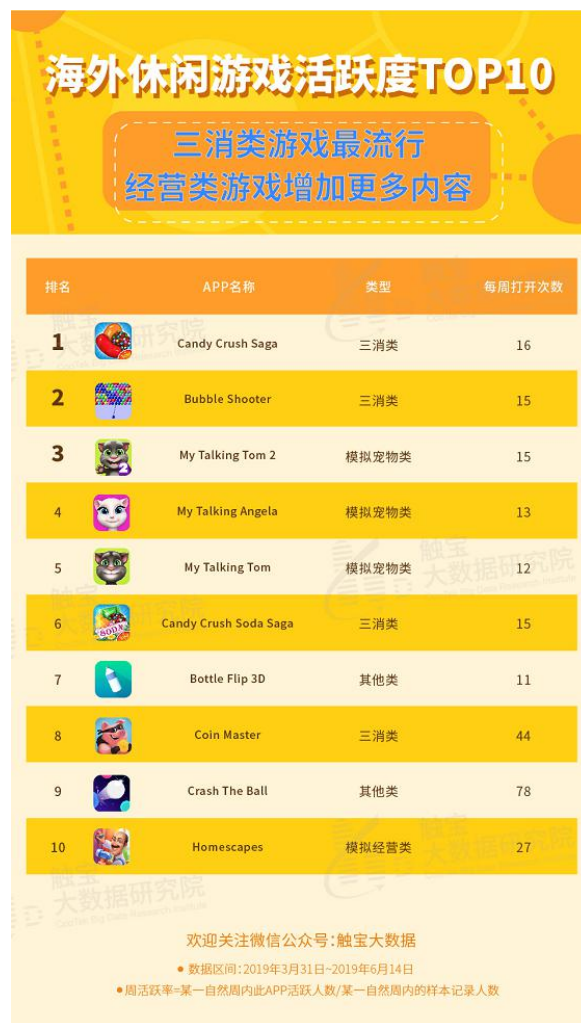 海外休闲游戏活跃度TOP10
三消类游戏最流行
经营类游戏增加更多内容
排名 APP名称 类型 每周打开次数
1 Candy Crush Saga 三消类 16
2 Bubble Shooter 三消类 15
3 My Talking Tom 2 模拟宠物类 15
4 My Talking Angela 模拟宠物类 13
5 My Talking Tom 模拟宠物类 12
6 Candy Crush Soda Saga 三消类 15
7 Bottle Flip 3D 其他类 11
8 Coin Master 三消类 44
9 Crash The Ball 其他类 78
10 Homescapes 模拟经营类 27
触宝
大数据研究院
欢迎关注微信公众号:触宝大数据
● 数据区间:2019年3月31日~2019年6月14日
●周活跃率=某一自然周内此APP活跃人数/某一自然周内的样本记录人数